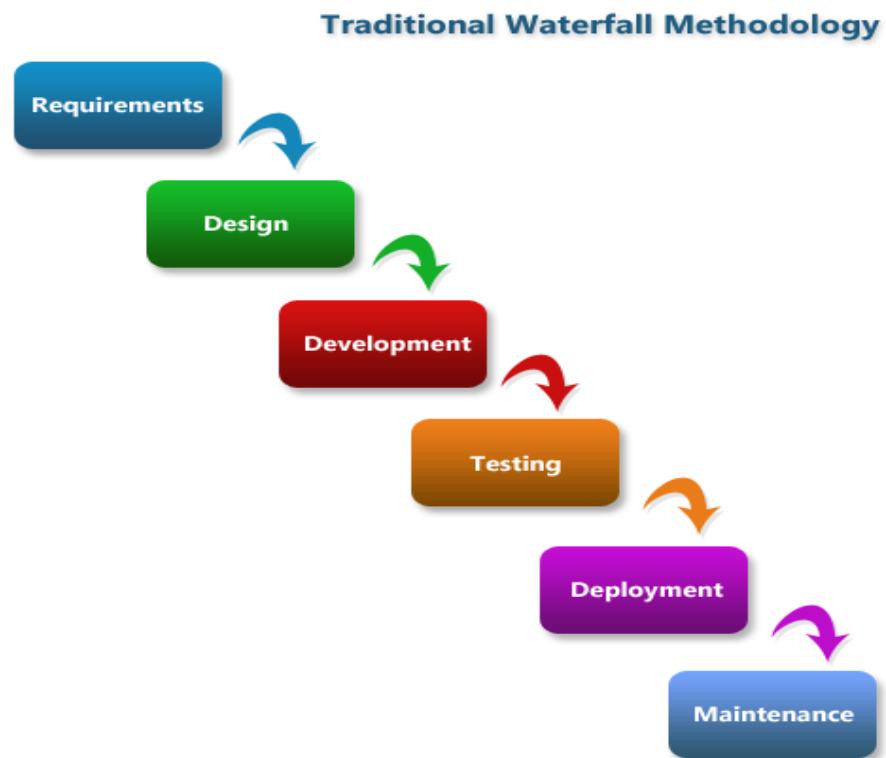 Traditional Waterfall Methodology
Requirements
Design
Development
Testing
Deployment
Maintenance